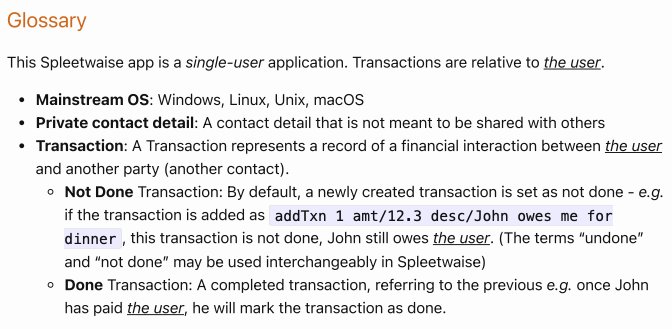 Glossary
This Spleetwaise app is a single-user application. Transactions are relative to the user.
• Mainstream OS: Windows, Linux, Unix, macOS
• Private contact detail: A contact detail that is not meant to be shared with others
• Transaction: A Transaction represents a record of a financial interaction between the user
and another party (another contact).
◦ Not Done Transaction: By default, a newly created transaction is set as not done - e.g.
if the transaction is added as addTxn 1 amt/12.3 desc/John owes me for
dinner, this transaction is not done, John still owes the user. (The terms “undone”
and “not done” may be used interchangeably in Spleetwaise)
◦ Done Transaction: A completed transaction, referring to the previous e.g. once John
has paid the user, he will mark the transaction as done.